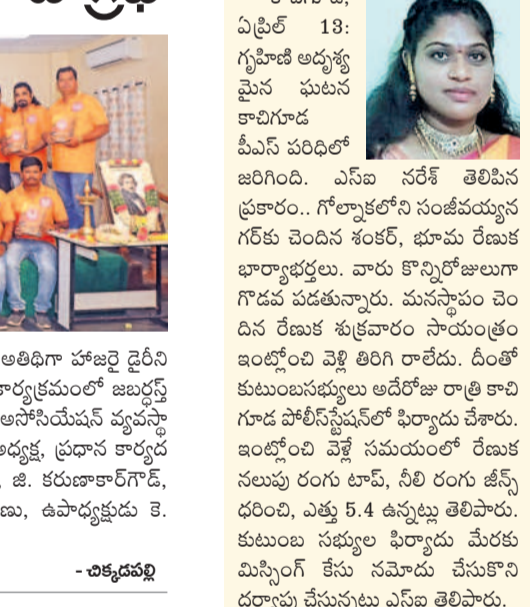 అతిథిగా హాజరై డైరీని
కార్యక్రమంలో జబర్దస్త్
అసోసియేషన్ వ్యవస్థా
అధ్యక్ష, ప్రధాన కార్యద
జి. కరుణాకార్‌గౌడ్,
ఉపాధ్యక్షుడు కె.
- చిక్కడపల్లి
ఏప్రిల్ 13:
గృహిణి అదృశ్య
మైన ఘటన
కాచిగూడ
పీఎస్ పరిధిలో
జరిగింది. ఎస్ఐ నరేశ్ తెలిపిన
ప్రకారం.. గోల్నాకలోని సంజీవయ్యన
గర్‌కు చెందిన శంకర్, భూమ రేణుక
భార్యాభర్తలు. వారు కొన్నిరోజులుగా
గొడవ పడతున్నారు. మనస్తాపం చెం
దిన రేణుక శుక్రవారం సాయంత్రం
ఇంట్లోంచి వెళ్లి తిరిగి రాలేదు. దీంతో
కుటుంబసభ్యులు అదేరోజు రాత్రి కాచి
గూడ పోలీస్‌స్టేషన్‌లో ఫిర్యాదు చేశారు.
ఇంట్లోంచి వెళ్లే సమయంలో రేణుక
నలుపు రంగు టాప్, నీలి రంగు జీన్స్
ధరించి, ఎత్తు 5.4 ఉన్నట్లు తెలిపారు.
కుటుంబ సభ్యుల ఫిర్యాదు మేరకు
మిస్సింగ్ కేసు నమోదు చేసుకొని
దర్యాప్తు చేస్తున్నట్లు ఎస్ఐ తెలిపారు.